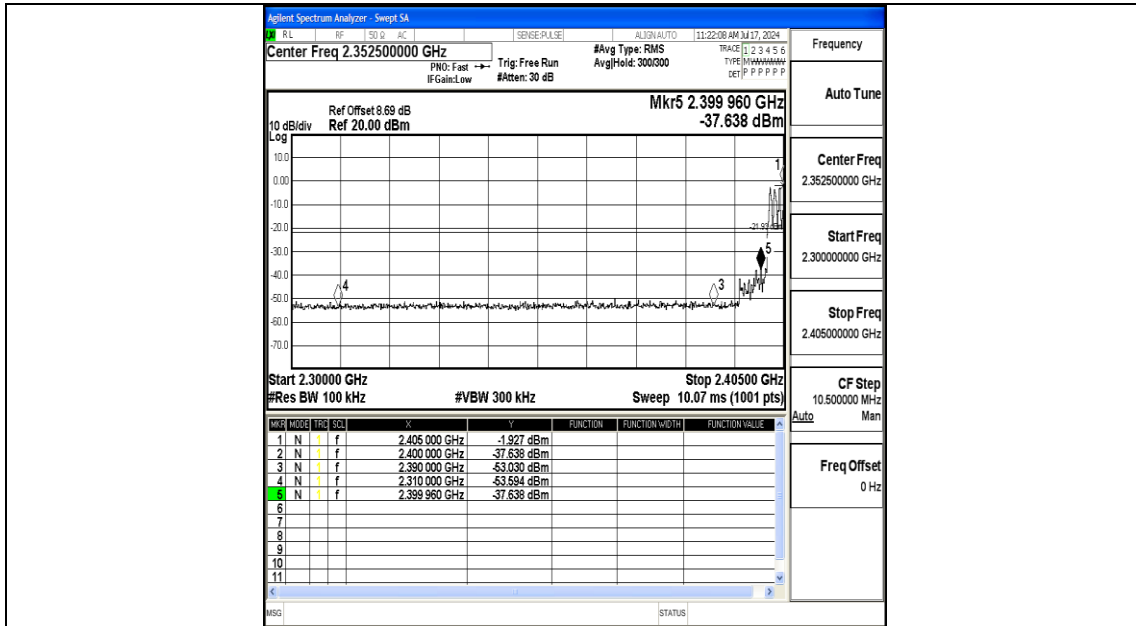 Agilent Spectrum Analyzer - Swept SA
RL RF 50 Ω AC SENSE:PULSE ALIGN AUTO 11:22:08 AM Jul 17, 2024
Center Freq 2.352500000 GHz
PNO: Fast
IFGain:Low
Trig: Free Run
#Atten: 30 dB
#Avg Type: RMS
Avg|Hold: 300/300
TRACE 1 2 3 4 5 6
TYPE MWWWWW
DET P P P P P P
Ref Offset 8.69 dB
Ref 20.00 dBm
10 dB/div
Log
Mkr5 2.399 960 GHz
-37.638 dBm
10.0
0.00
-10.0
-20.0
-30.0
-40.0
-50.0
-60.0
-70.0
1
5
4
3
Start 2.30000 GHz
Stop 2.40500 GHz
#Res BW 100 kHz #VBW 300 kHz Sweep 10.07 ms (1001 pts)
MKR MODE TRC SCL X Y FUNCTION FUNCTION WIDTH FUNCTION VALUE
1 N 1 f 2.405 000 GHz -1.927 dBm
2 N 1 f 2.400 000 GHz -37.638 dBm
3 N 1 f 2.390 000 GHz -53.030 dBm
4 N 1 f 2.310 000 GHz -53.594 dBm
5 N 1 f 2.399 960 GHz -37.638 dBm
6
7
8
9
10
11
MSG STATUS
Frequency
Auto Tune
Center Freq
2.352500000 GHz
Start Freq
2.300000000 GHz
Stop Freq
2.405000000 GHz
CF Step
10.500000 MHz
Auto Man
Freq Offset
0 Hz